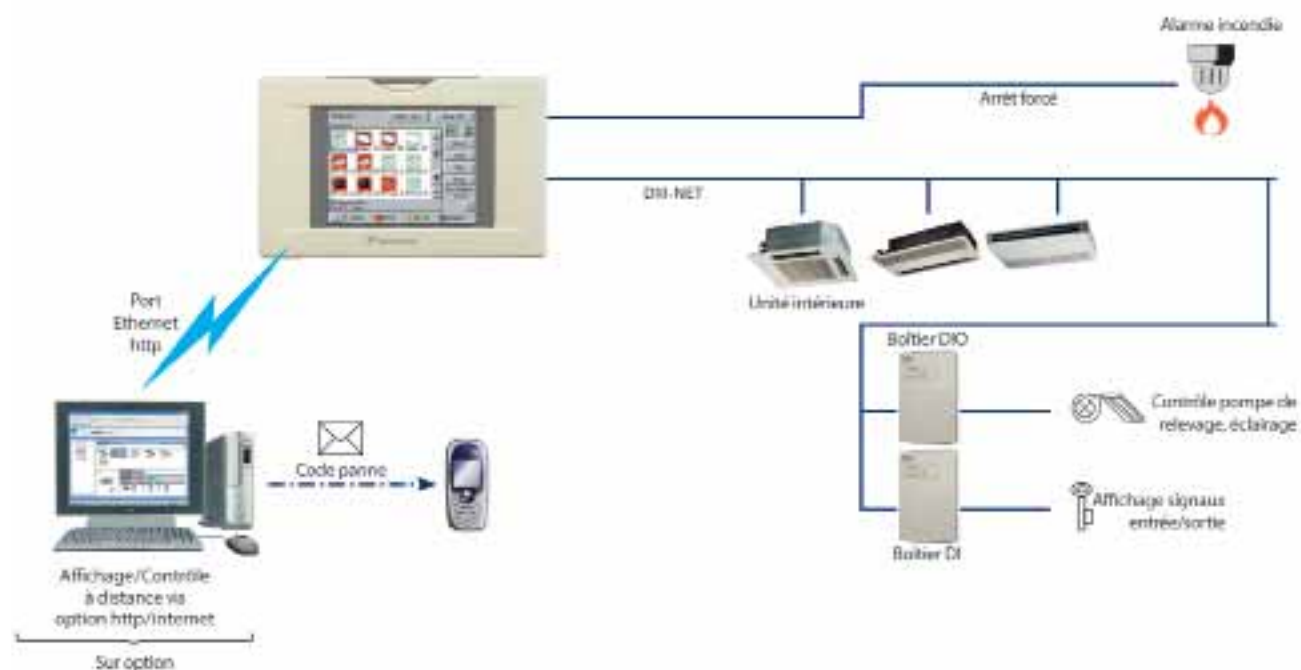 Alarme incendie
Arrêt forcé
DIII-NET
Unité intérieure
Port
Ethernet
http
Boîtier DIO
Contrôle pompe de
relevage, éclairage
Code panne
Affichage signaux
entrée/sortie
Boîtier DI
Affichage/Contrôle
à distance via
option http/internet
Sur option